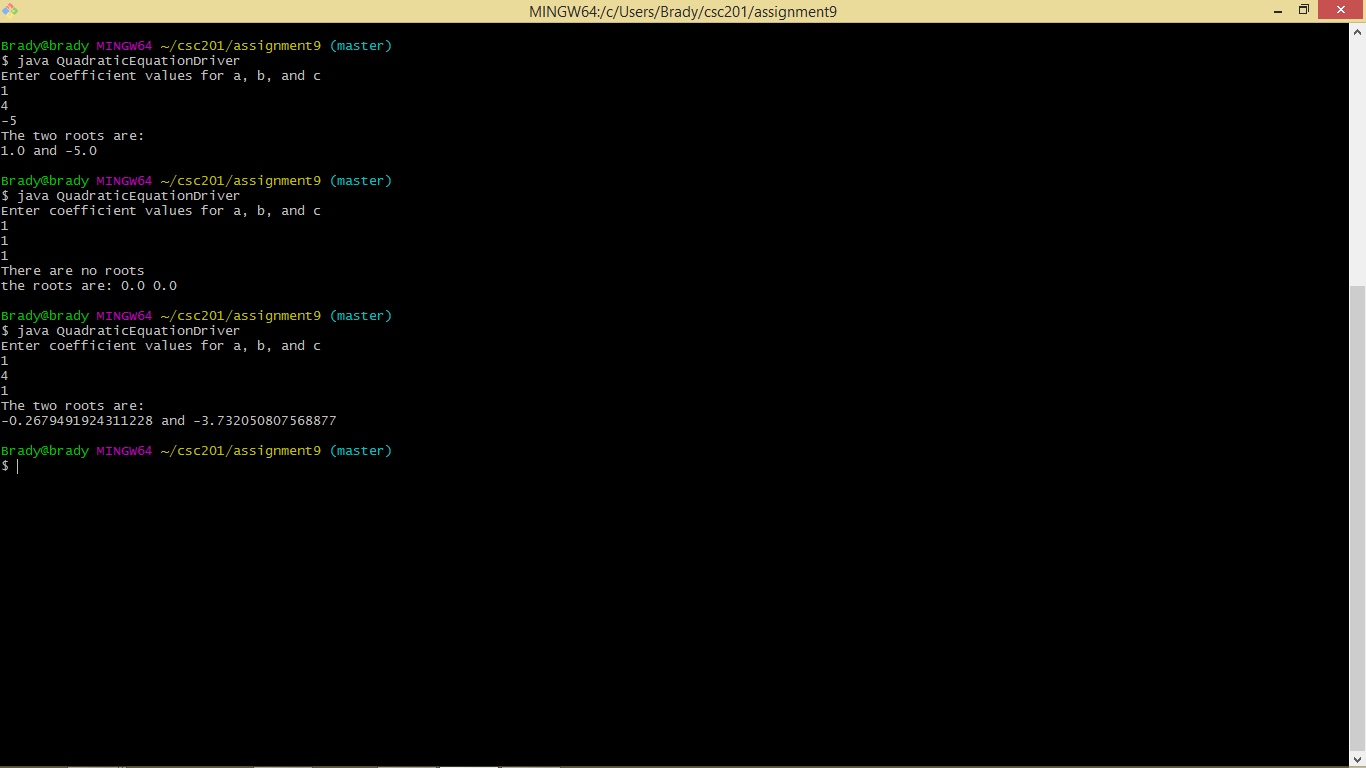 MINGW64:/c/Users/Brady/csc201/assignment9
Brady@brady MINGW64 ~/csc201/assignment9 (master)
$ java QuadraticEquationDriver
Enter coefficient values for a, b, and c
1
4
-5
The two roots are:
1.0 and -5.0
Brady@brady MINGW64 ~/csc201/assignment9 (master)
$ java QuadraticEquationDriver
Enter coefficient values for a, b, and c
1
1
1
There are no roots
the roots are: 0.0 0.0
Brady@brady MINGW64 ~/csc201/assignment9 (master)
$ java QuadraticEquationDriver
Enter coefficient values for a, b, and c
1
4
1
The two roots are:
-0.2679491924311228 and -3.732050807568877
Brady@brady MINGW64 ~/csc201/assignment9 (master)
$